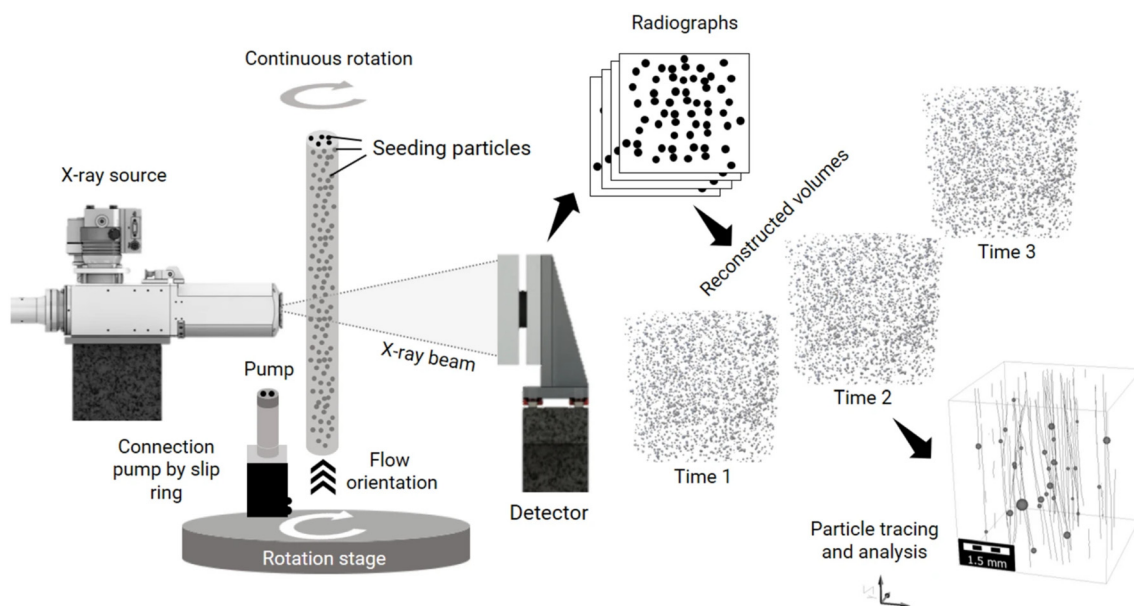 Radiographs
Continuous rotation
Seeding particles
X-ray source
Reconstructed volumes
Time 3
X-ray beam
Time 2
Pump
Connection
pump by slip
ring
Flow
orientation
Time 1
Detector
Rotation stage
Particle tracing
and analysis
1.5 mm